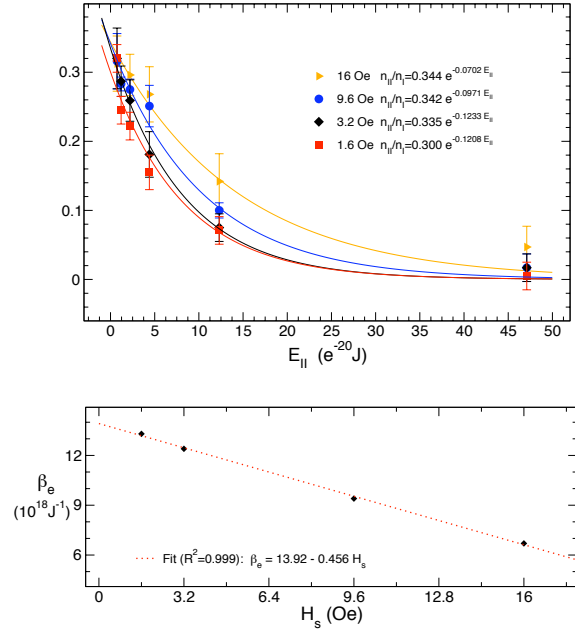 0.3
0.2
0.1
0
16 Oe n_II/n_I=0.344 e^-0.0702 E_II
9.6 Oe n_II/n_I=0.342 e^-0.0971 E_II
3.2 Oe n_II/n_I=0.335 e^-0.1233 E_II
1.6 Oe n_II/n_I=0.300 e^-0.1208 E_II
0 5 10 15 20 25 30 35 40 45 50
E_II (e^-20J)
12
9
6
β_e
(10^18J^-1)
Fit (R^2=0.999): β_e = 13.92 - 0.456 H_s
0 3.2 6.4 9.6 12.8 16
H_s (Oe)